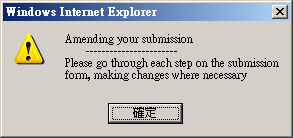 Windows Internet Explorer
Amending your submission
-----------------------
Please go through each step on the submission
form, making changes where necessary
確定